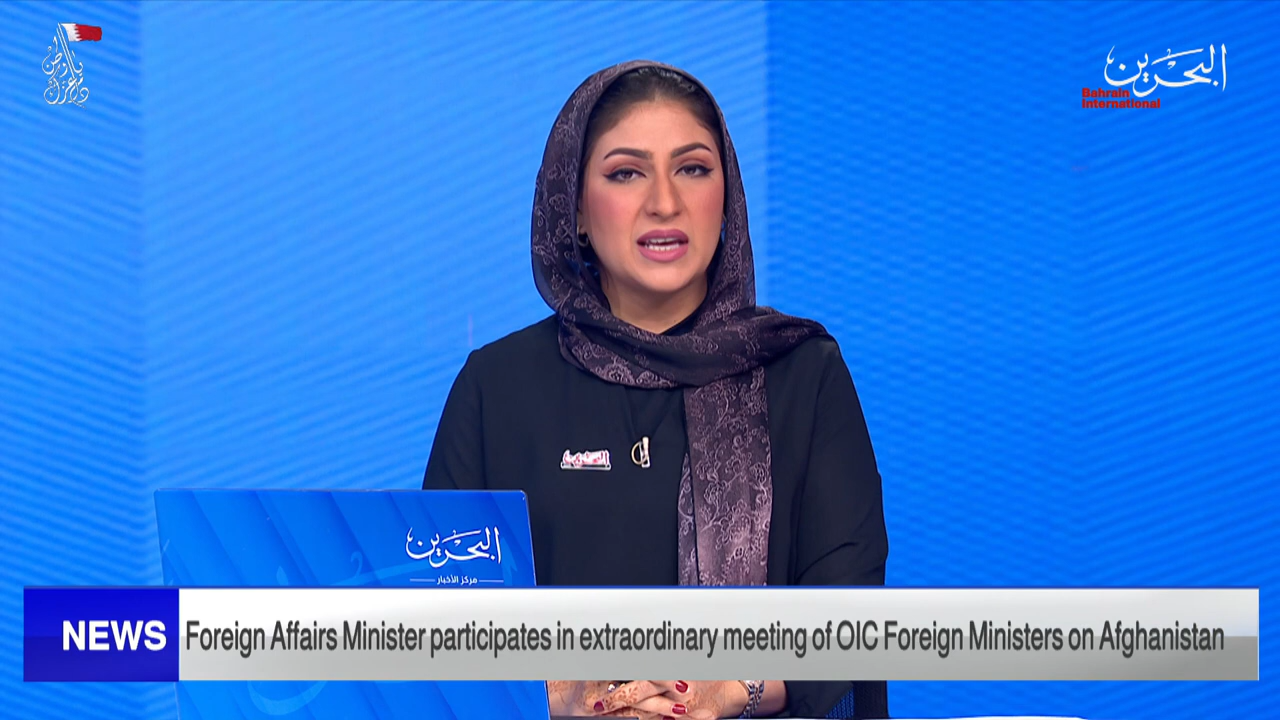 البحرين
Bahrain
International
البحرين
مركز الأخبار
NEWS
Foreign Affairs Minister participates in extraordinary meeting of OIC Foreign Ministers on Afghanistan